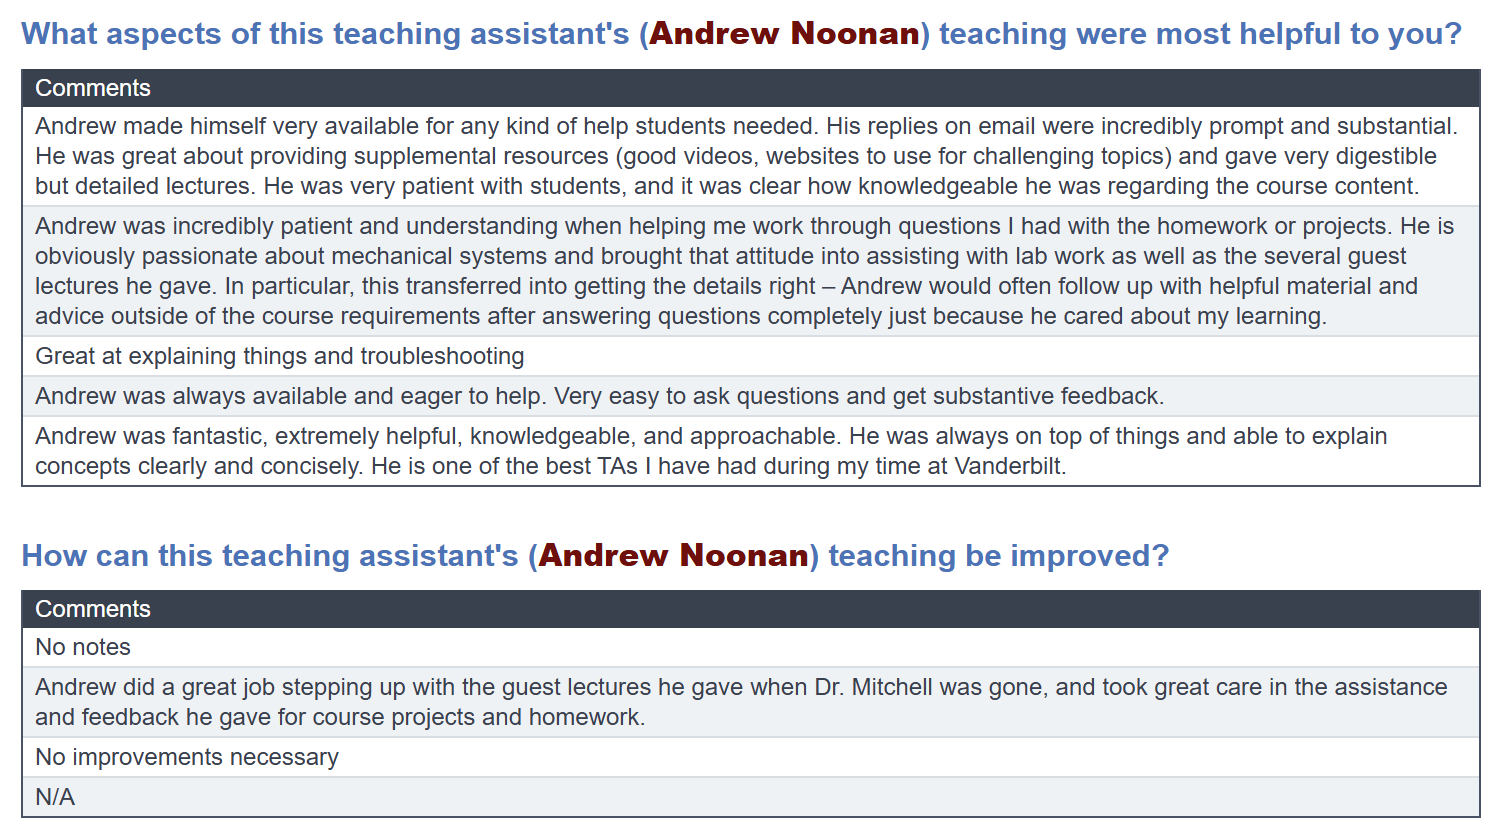 What aspects of this teaching assistant's (Andrew Noonan) teaching were most helpful to you?
Comments
Andrew made himself very available for any kind of help students needed. His replies on email were incredibly prompt and substantial.
He was great about providing supplemental resources (good videos, websites to use for challenging topics) and gave very digestible
but detailed lectures. He was very patient with students, and it was clear how knowledgeable he was regarding the course content.
Andrew was incredibly patient and understanding when helping me work through questions I had with the homework or projects. He is
obviously passionate about mechanical systems and brought that attitude into assisting with lab work as well as the several guest
lectures he gave. In particular, this transferred into getting the details right – Andrew would often follow up with helpful material and
advice outside of the course requirements after answering questions completely just because he cared about my learning.
Great at explaining things and troubleshooting
Andrew was always available and eager to help. Very easy to ask questions and get substantive feedback.
Andrew was fantastic, extremely helpful, knowledgeable, and approachable. He was always on top of things and able to explain
concepts clearly and concisely. He is one of the best TAs I have had during my time at Vanderbilt.
How can this teaching assistant's (Andrew Noonan) teaching be improved?
Comments
No notes
Andrew did a great job stepping up with the guest lectures he gave when Dr. Mitchell was gone, and took great care in the assistance
and feedback he gave for course projects and homework.
No improvements necessary
N/A